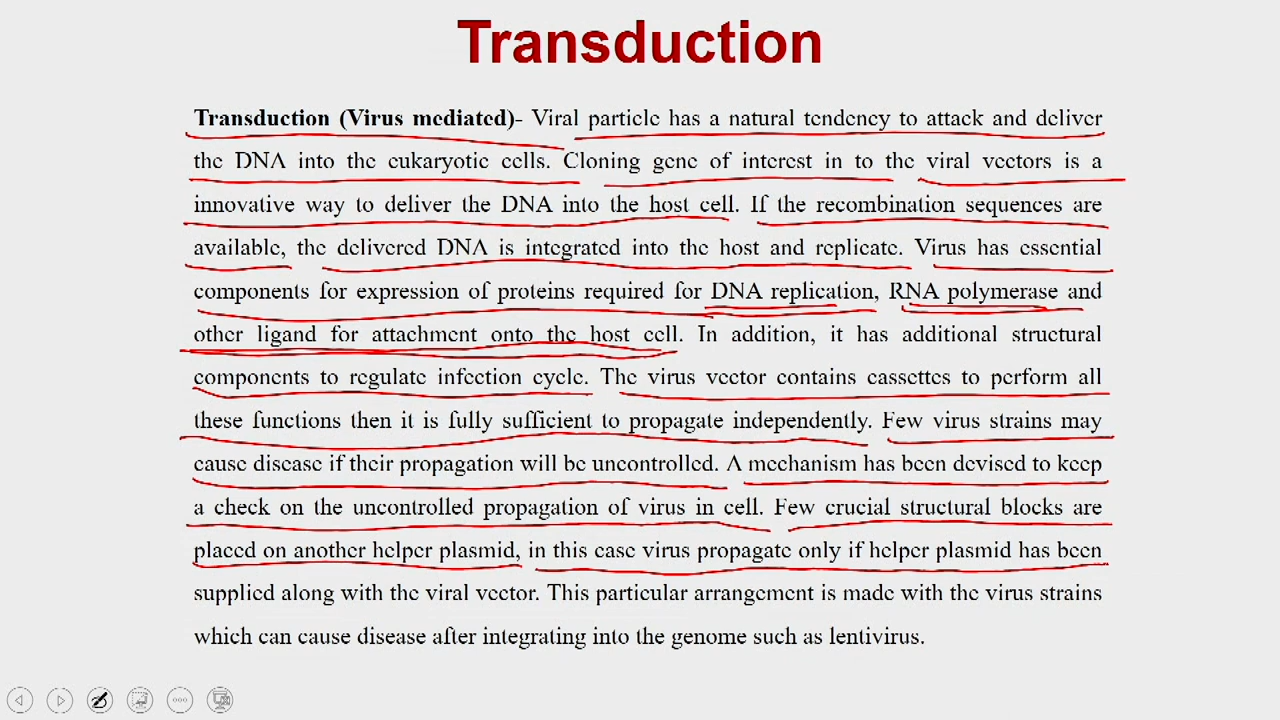 Transduction
Transduction (Virus mediated)- Viral particle has a natural tendency to attack and deliver
the DNA into the eukaryotic cells. Cloning gene of interest in to the viral vectors is a
innovative way to deliver the DNA into the host cell. If the recombination sequences are
available, the delivered DNA is integrated into the host and replicate. Virus has essential
components for expression of proteins required for DNA replication, RNA polymerase and
other ligand for attachment onto the host cell. In addition, it has additional structural
components to regulate infection cycle. The virus vector contains cassettes to perform all
these functions then it is fully sufficient to propagate independently. Few virus strains may
cause disease if their propagation will be uncontrolled. A mechanism has been devised to keep
a check on the uncontrolled propagation of virus in cell. Few crucial structural blocks are
placed on another helper plasmid, in this case virus propagate only if helper plasmid has been
supplied along with the viral vector. This particular arrangement is made with the virus strains
which can cause disease after integrating into the genome such as lentivirus.